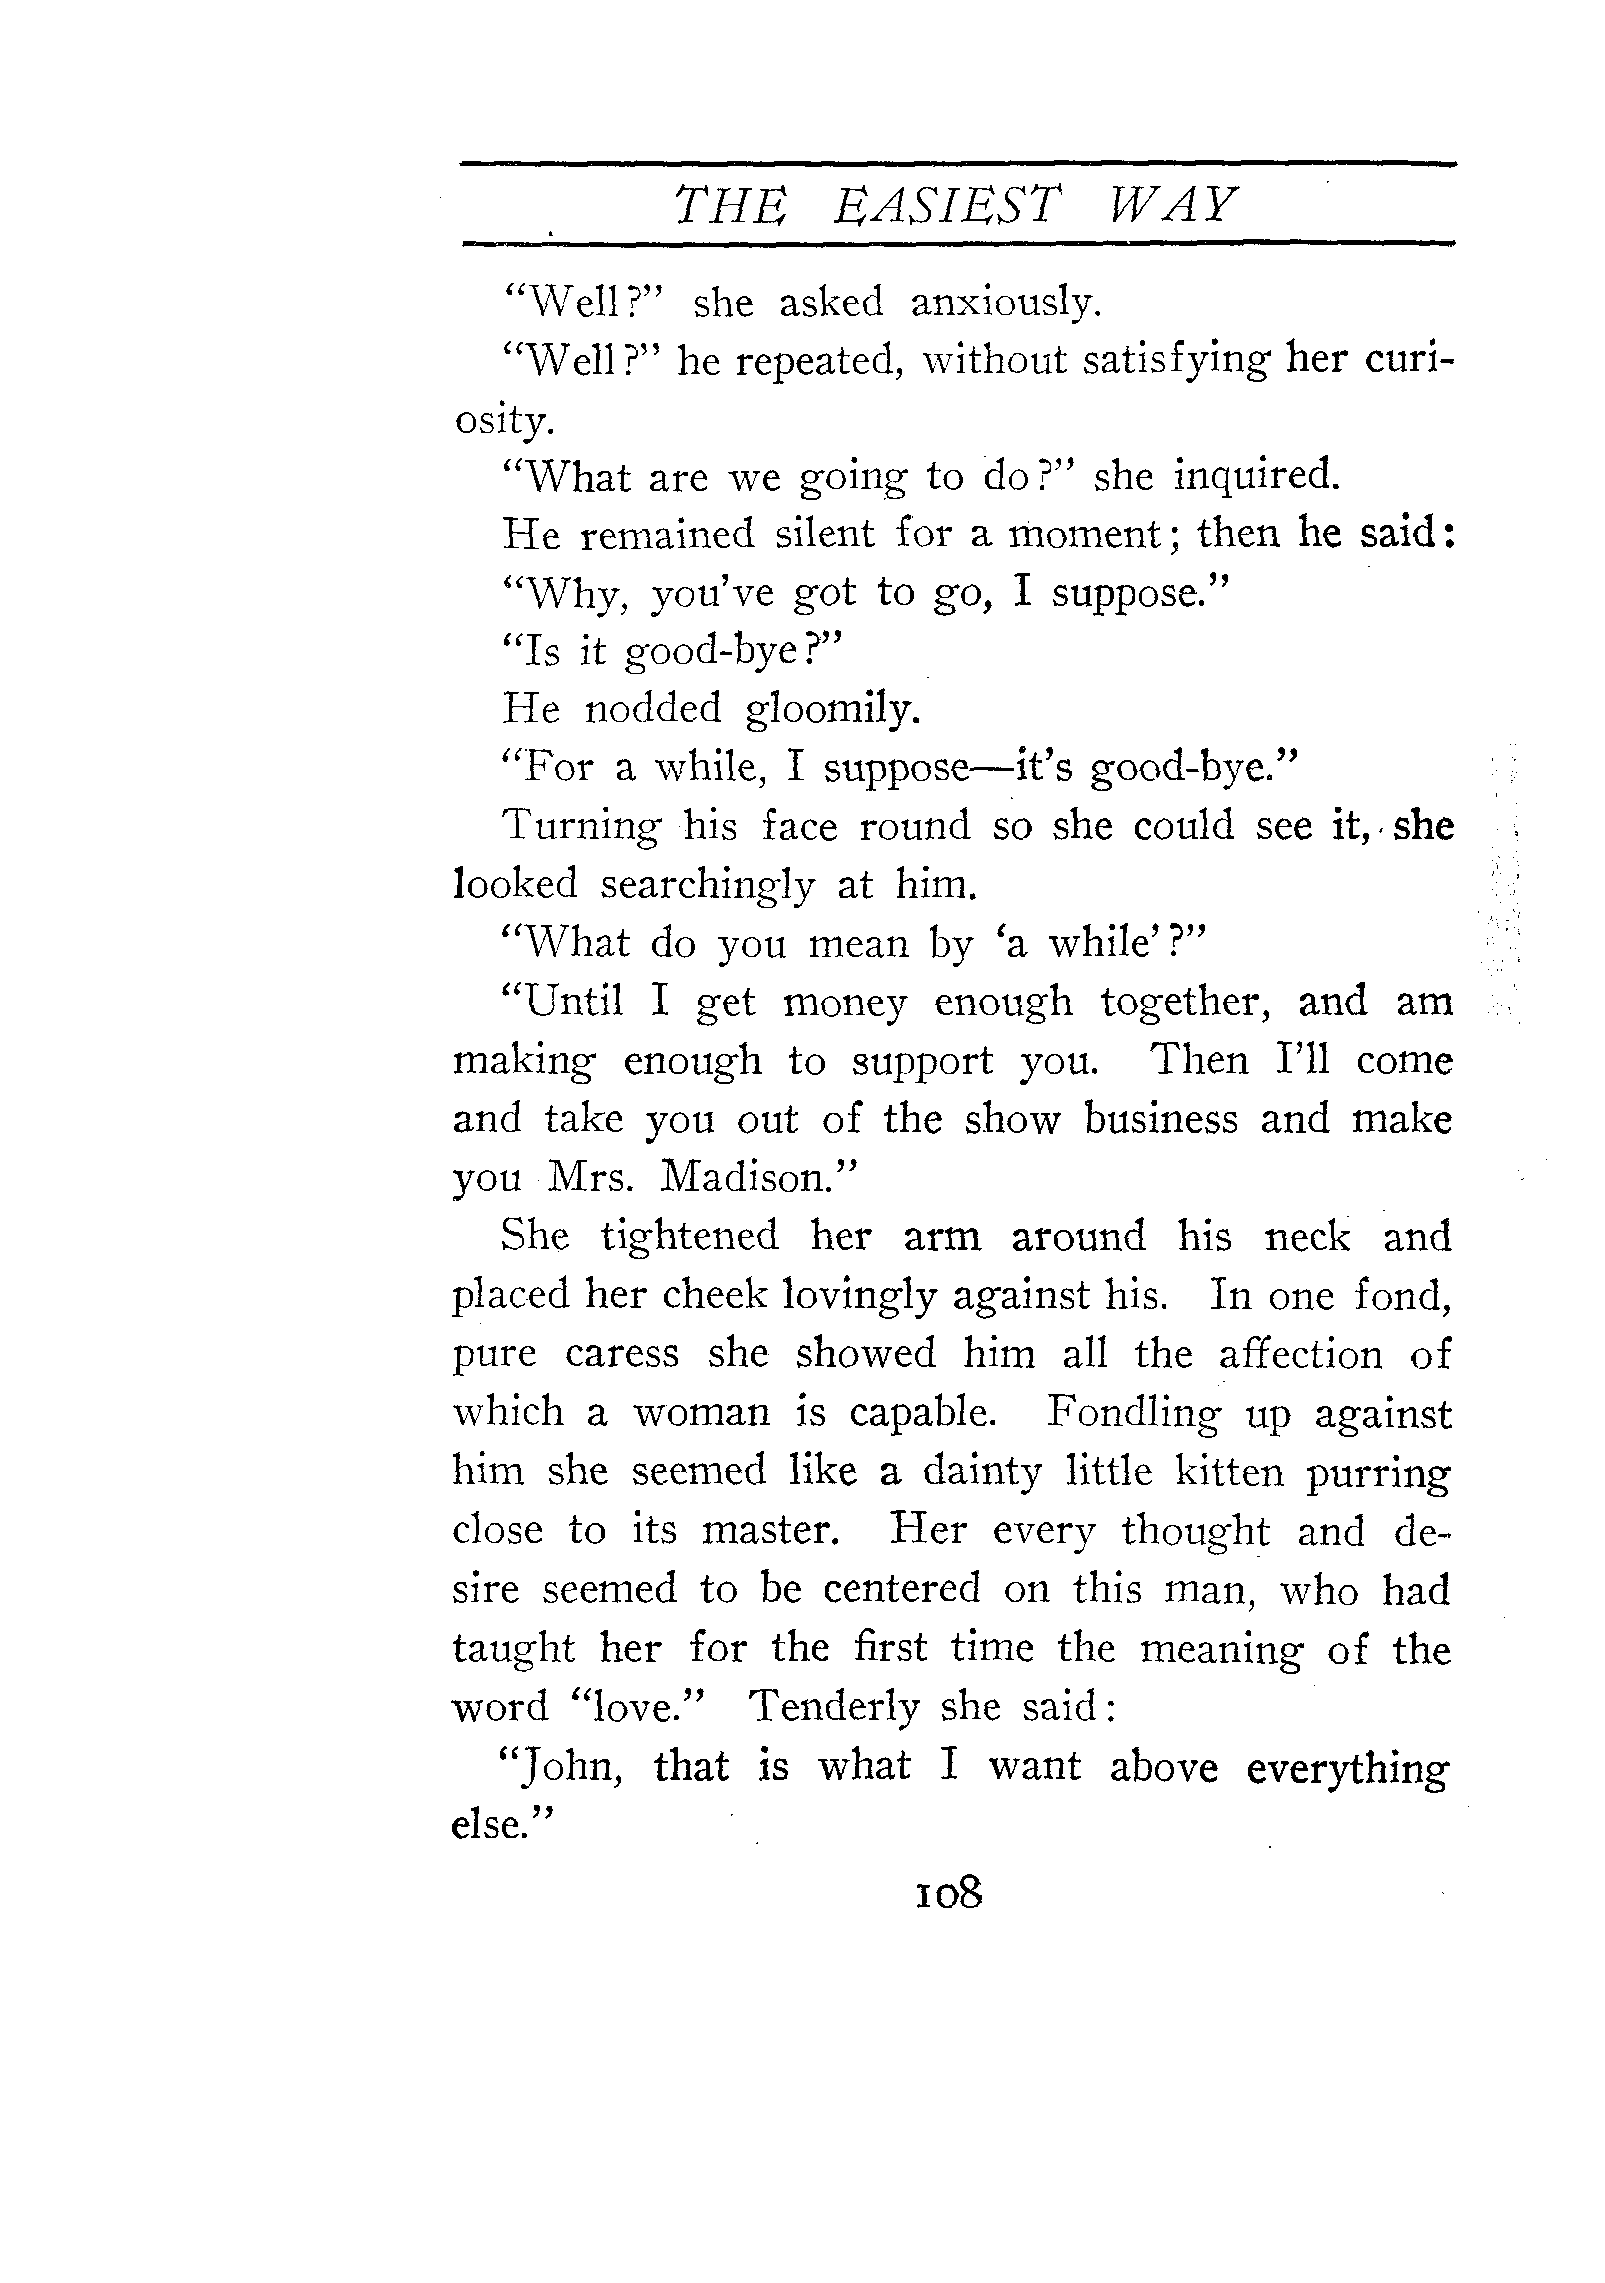 THE EASIEST WAY
"Well?" she asked anxiously.
"Well?" he repeated, without satisfying her curi-
osity.
"What are we going to do?" she inquired.
He remained silent for a moment; then he said:
"Why, you've got to go, I suppose."
"Is it good-bye?"
He nodded gloomily.
"For a while, I suppose—it's good-bye."
Turning his face round so she could see it, she
looked searchingly at him.
"What do you mean by 'a while'?"
"Until I get money enough together, and am
making enough to support you. Then I'll come
and take you out of the show business and make
you Mrs. Madison."
She tightened her arm around his neck and
placed her cheek lovingly against his. In one fond,
pure caress she showed him all the affection of
which a woman is capable. Fondling up against
him she seemed like a dainty little kitten purring
close to its master. Her every thought and de-
sire seemed to be centered on this man, who had
taught her for the first time the meaning of the
word "love." Tenderly she said:
"John, that is what I want above everything
else."
108